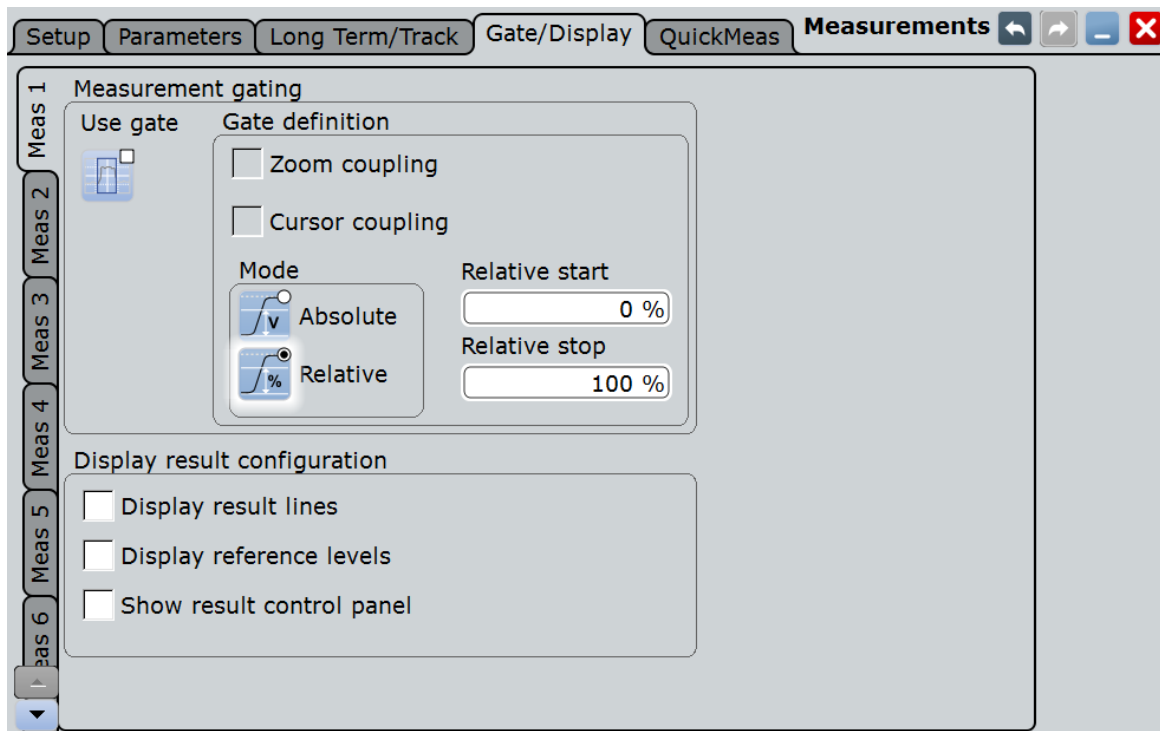 Setup Parameters Long Term/Track Gate/Display QuickMeas Measurements
Meas 1
Meas 2
Meas 3
Meas 4
Meas 5
eas 6
Measurement gating
Use gate
Gate definition
Zoom coupling
Cursor coupling
Mode
V Absolute
% Relative
Relative start
0 %
Relative stop
100 %
Display result configuration
Display result lines
Display reference levels
Show result control panel